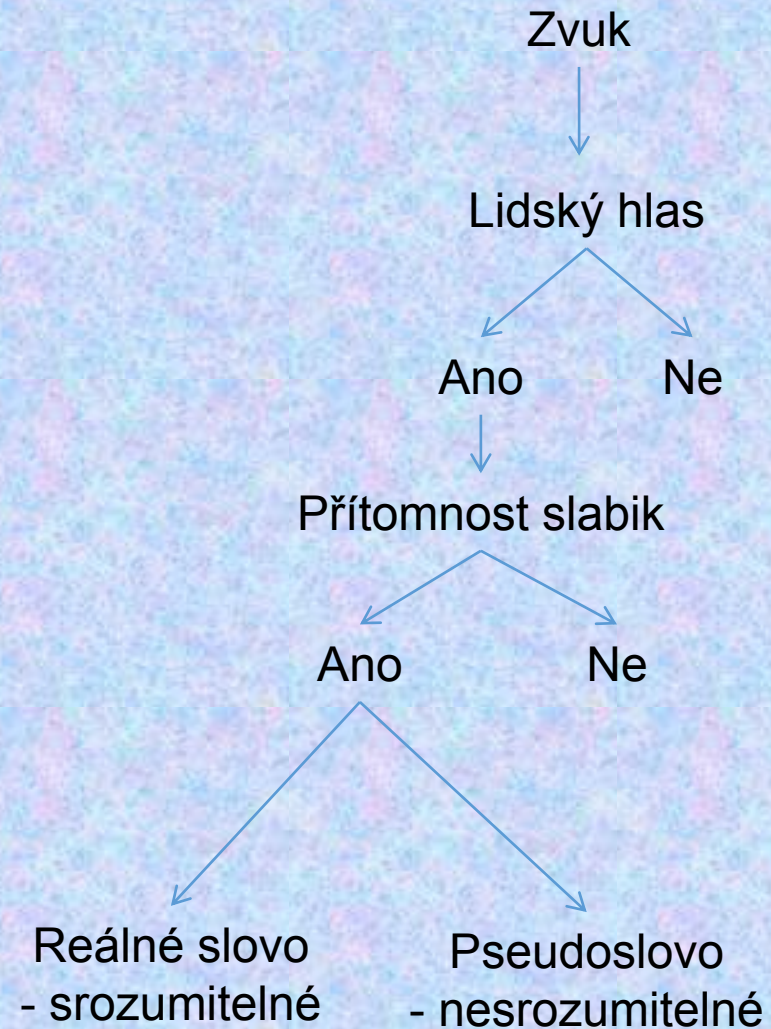 Zvuk
Lidský hlas
Ano
Ne
Přítomnost slabik
Ano
Ne
Reálné slovo
- srozumitelné
Pseudoslovo
- nesrozumitelné